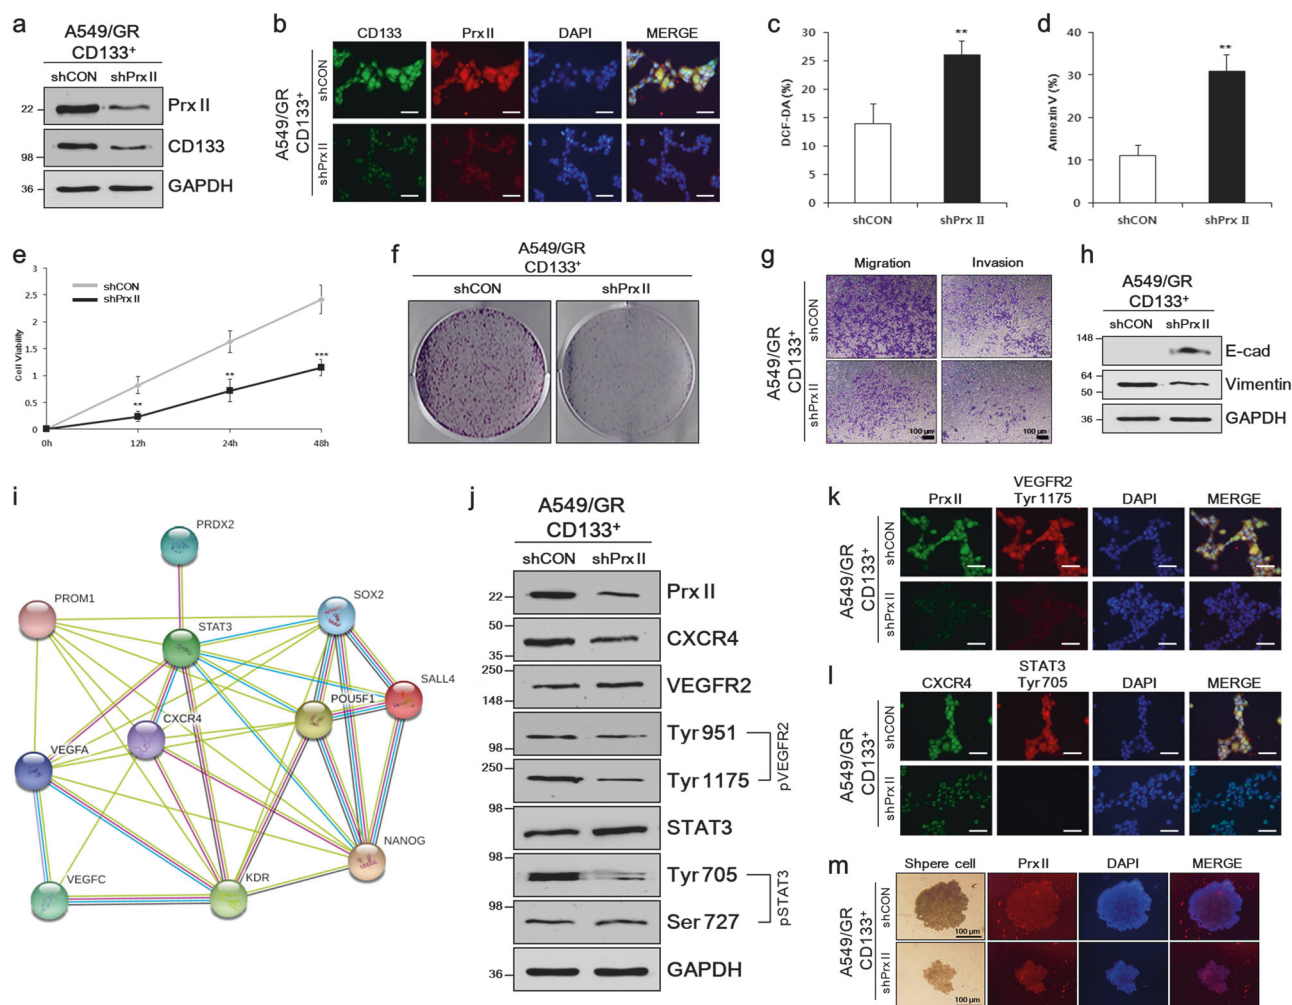 a
A549/GR
CD133⁺
shCON shPrx II
22 Prx II
98 CD133
36 GAPDH
b
CD133 Prx II DAPI MERGE
A549/GR
CD133⁺
shCON
shPrx II
c
DCF-DA (%)
30
25
20
15
10
5
0
**
shCON shPrx II
d
Annexin V (%)
40
30
20
10
0
**
shCON shPrx II
e
Cell Viability
3
2.5
2
1.5
1
0.5
0
shCON
shPrx II
**
**
***
0h 12h 24h 48h
f
A549/GR
CD133⁺
shCON shPrx II
g
Migration Invasion
A549/GR
CD133⁺
shCON
shPrx II
100 μm 100 μm
h
A549/GR
CD133⁺
shCON shPrx II
148 E-cad
64
50 Vimentin
36 GAPDH
i
PRDX2
PROM1
SOX2
STAT3
SALL4
POU5F1
CXCR4
VEGFA
NANOG
KDR
VEGFC
j
A549/GR
CD133⁺
shCON shPrx II
22 Prx II
50
35 CXCR4
250
148 VEGFR2
98 Tyr 951
250 Tyr 1175
pVEGFR2
98 STAT3
98 Tyr 705
Ser 727
pSTAT3
36 GAPDH
k
Prx II VEGFR2 Tyr 1175 DAPI MERGE
A549/GR
CD133⁺
shCON
shPrx II
l
CXCR4 STAT3 Tyr 705 DAPI MERGE
A549/GR
CD133⁺
shCON
shPrx II
m
Shpere cell Prx II DAPI MERGE
A549/GR
CD133⁺
shCON
shPrx II
100 μm
100 μm